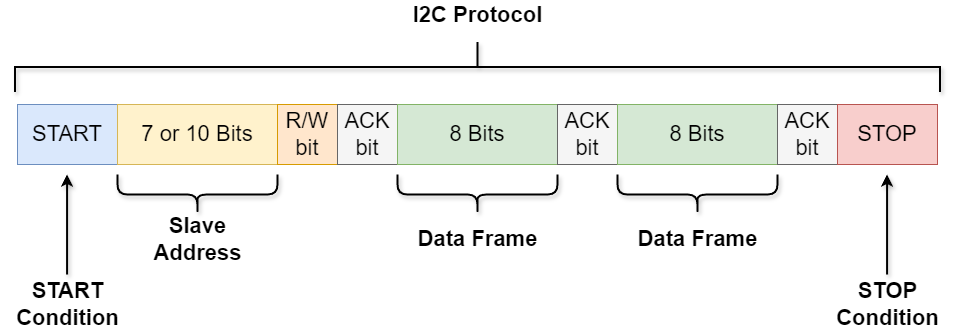 I2C Protocol
START
7 or 10 Bits
R/W
bit
ACK
bit
8 Bits
ACK
bit
8 Bits
ACK
bit
STOP
Slave
Address
Data Frame
Data Frame
START
Condition
STOP
Condition